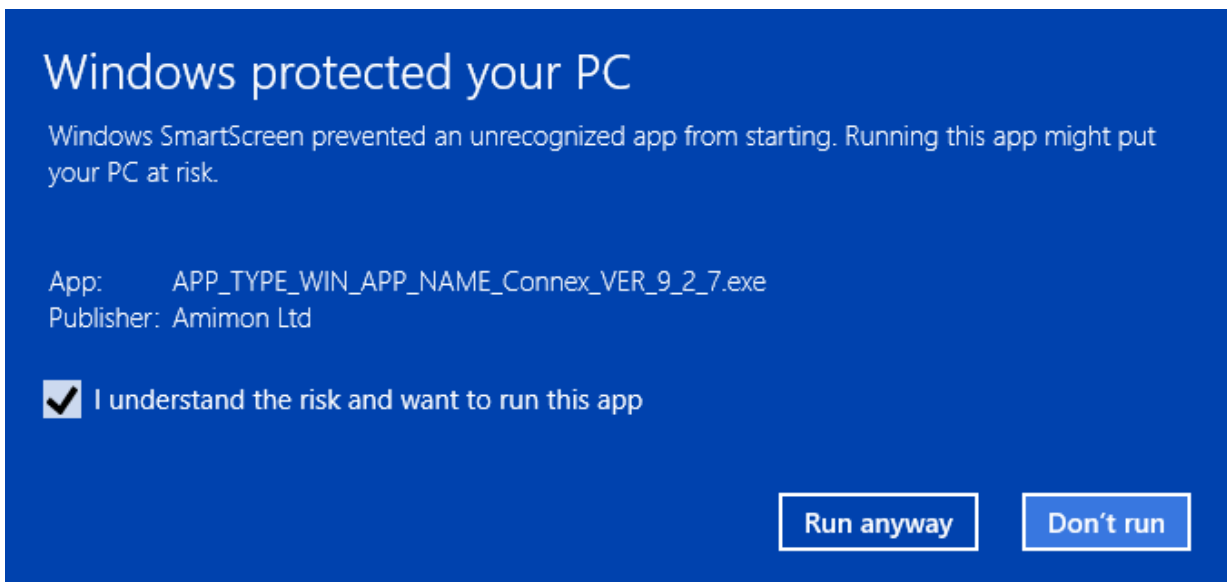 Windows protected your PC
Windows SmartScreen prevented an unrecognized app from starting. Running this app might put
your PC at risk.
App: APP_TYPE_WIN_APP_NAME_Connex_VER_9_2_7.exe
Publisher: Amimon Ltd
I understand the risk and want to run this app
Run anyway Don't run